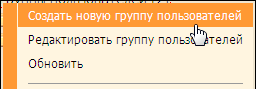 Создать новую группу пользователей
Редактировать группу пользователей
Обновить